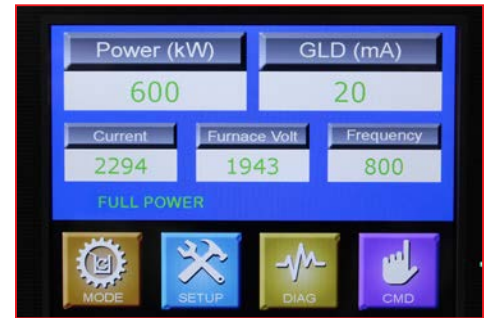 Power (kW) GLD (mA)
600 20
Current Furnace Volt Frequency
2294 1943 800
FULL POWER
MODE SETUP DIAG CMD